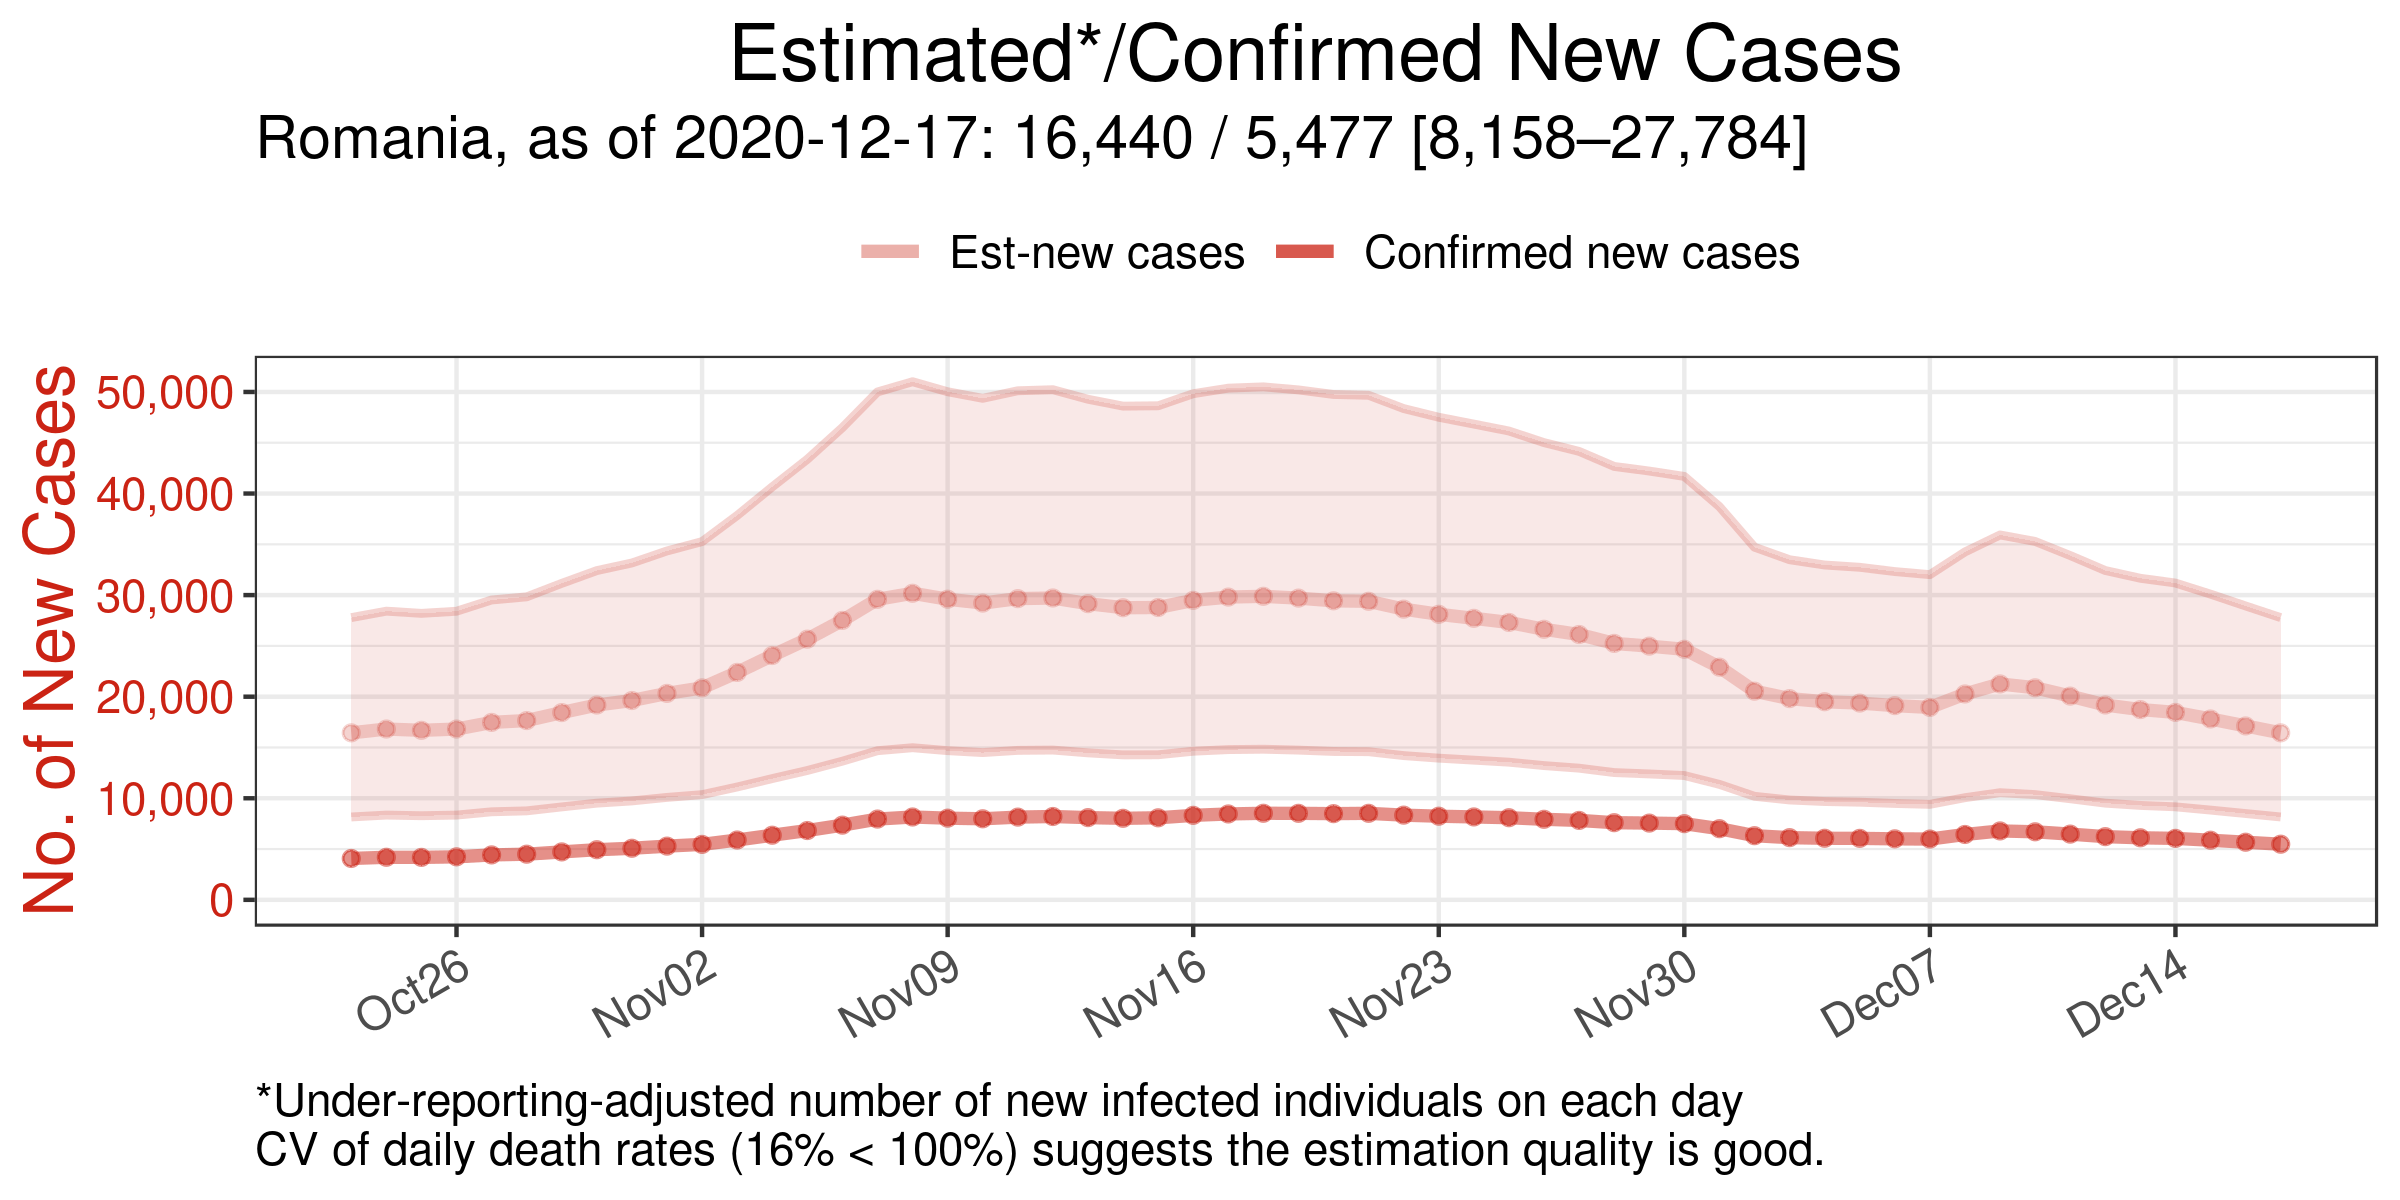 Estimated*/Confirmed New Cases
Romania, as of 2020-12-17: 16,440 / 5,477 [8,158–27,784]
Est-new cases
Confirmed new cases
No. of New Cases
50,000
40,000
30,000
20,000
10,000
0
Oct26
Nov02
Nov09
Nov16
Nov23
Nov30
Dec07
Dec14
*Under-reporting-adjusted number of new infected individuals on each day
CV of daily death rates (16% < 100%) suggests the estimation quality is good.